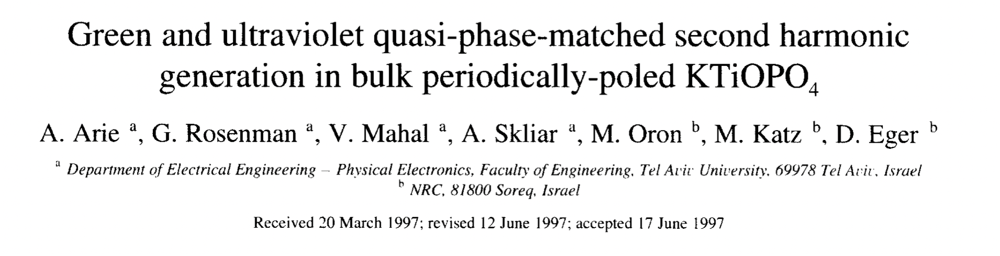 Green and ultraviolet quasi-phase-matched second harmonic
generation in bulk periodically-poled KTiOPO₄
A. Arie ᵃ, G. Rosenman ᵃ, V. Mahal ᵃ, A. Skliar ᵃ, M. Oron ᵇ, M. Katz ᵇ, D. Eger ᵇ
ᵃ Department of Electrical Engineering – Physical Electronics, Faculty of Engineering, Tel Aviv University, 69978 Tel Aviv, Israel
ᵇ NRC, 81800 Soreq, Israel
Received 20 March 1997; revised 12 June 1997; accepted 17 June 1997